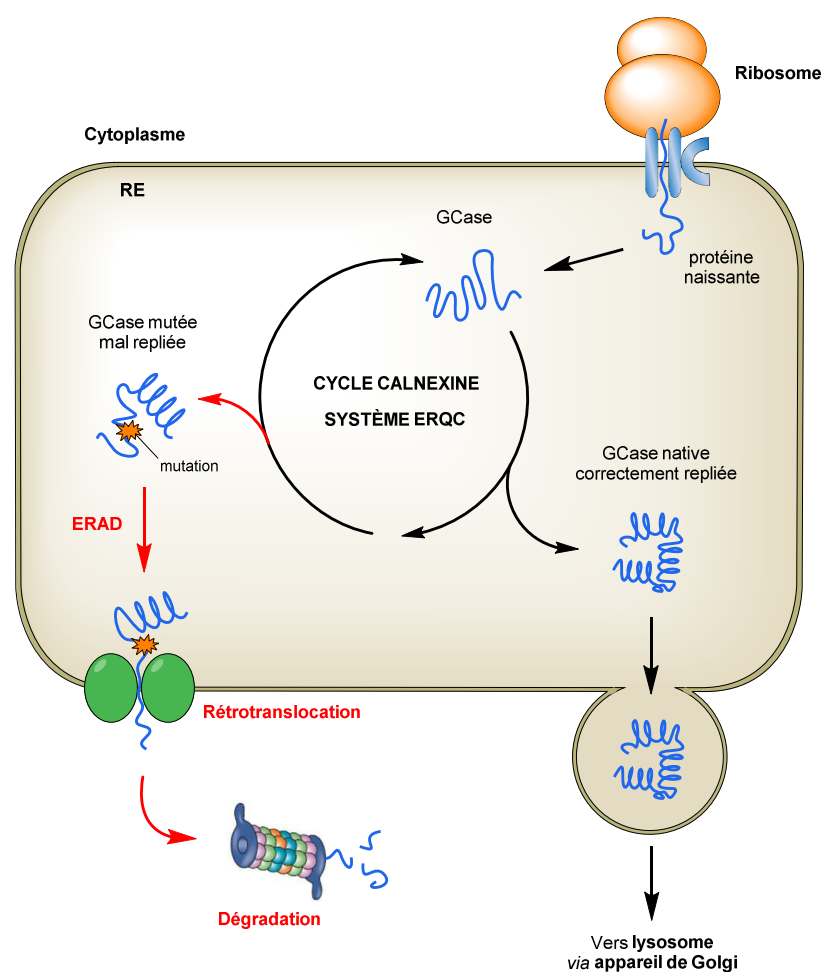 Ribosome
Cytoplasme
RE
GCase
protéine
naissante
GCase mutée
mal repliée
CYCLE CALNEXINE
SYSTÈME ERQC
GCase native
correctement repliée
mutation
ERAD
Rétrotranslocation
Dégradation
Vers lysosome
via appareil de Golgi